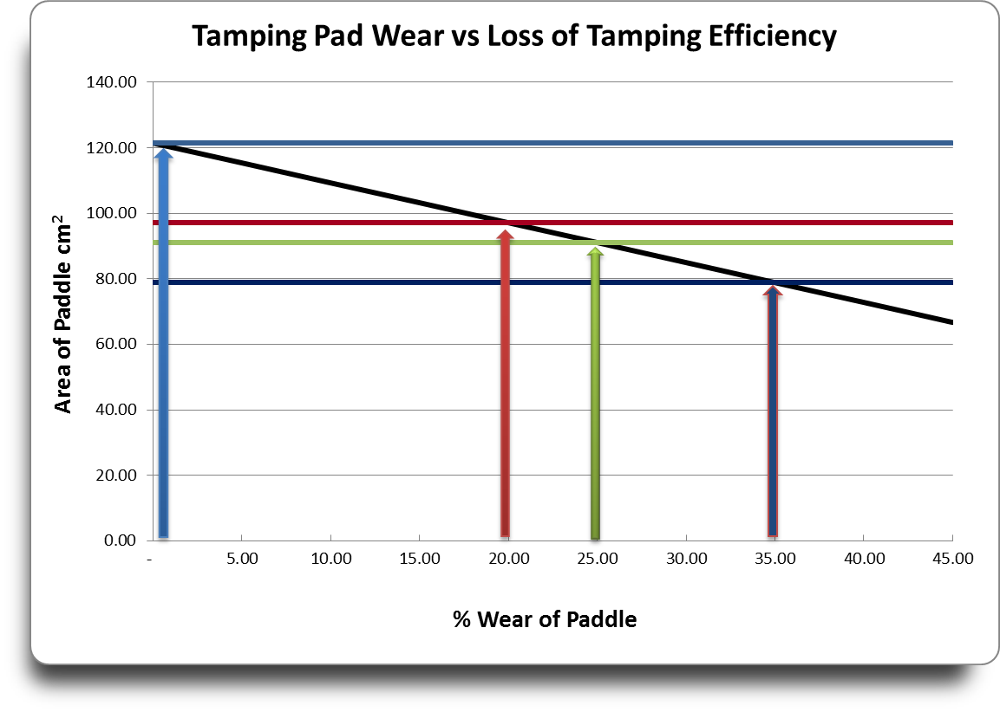 Tamping Pad Wear vs Loss of Tamping Efficiency
140.00
120.00
100.00
80.00
60.00
40.00
20.00
0.00
Area of Paddle cm²
- 5.00 10.00 15.00 20.00 25.00 30.00 35.00 40.00 45.00
% Wear of Paddle